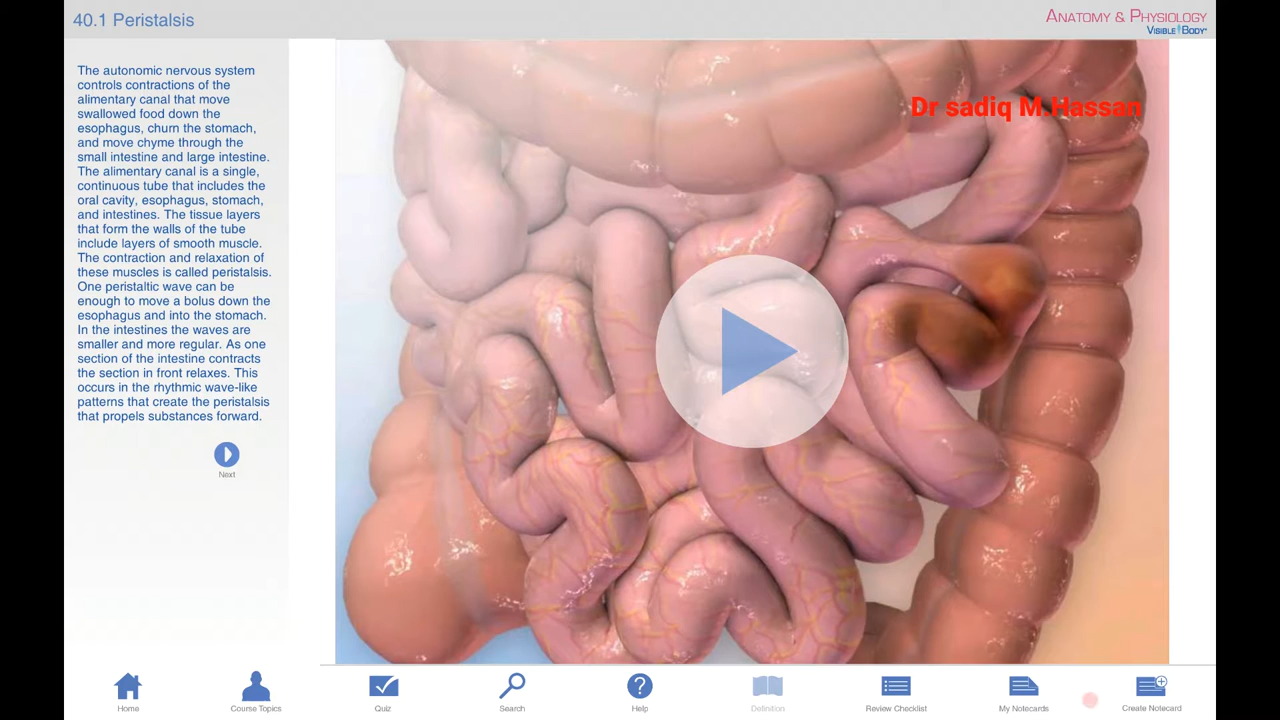 40.1 Peristalsis
ANATOMY & PHYSIOLOGY
VISIBLE BODY
Dr sadiq M.Hassan
The autonomic nervous system
controls contractions of the
alimentary canal that move
swallowed food down the
esophagus, churn the stomach,
and move chyme through the
small intestine and large intestine.
The alimentary canal is a single,
continuous tube that includes the
oral cavity, esophagus, stomach,
and intestines. The tissue layers
that form the walls of the tube
include layers of smooth muscle.
The contraction and relaxation of
these muscles is called peristalsis.
One peristaltic wave can be
enough to move a bolus down the
esophagus and into the stomach.
In the intestines the waves are
smaller and more regular. As one
section of the intestine contracts
the section in front relaxes. This
occurs in the rhythmic wave-like
patterns that create the peristalsis
that propels substances forward.
Next
Home
Course Topics
Quiz
Search
Help
Definition
Review Checklist
My Notecards
Create Notecard